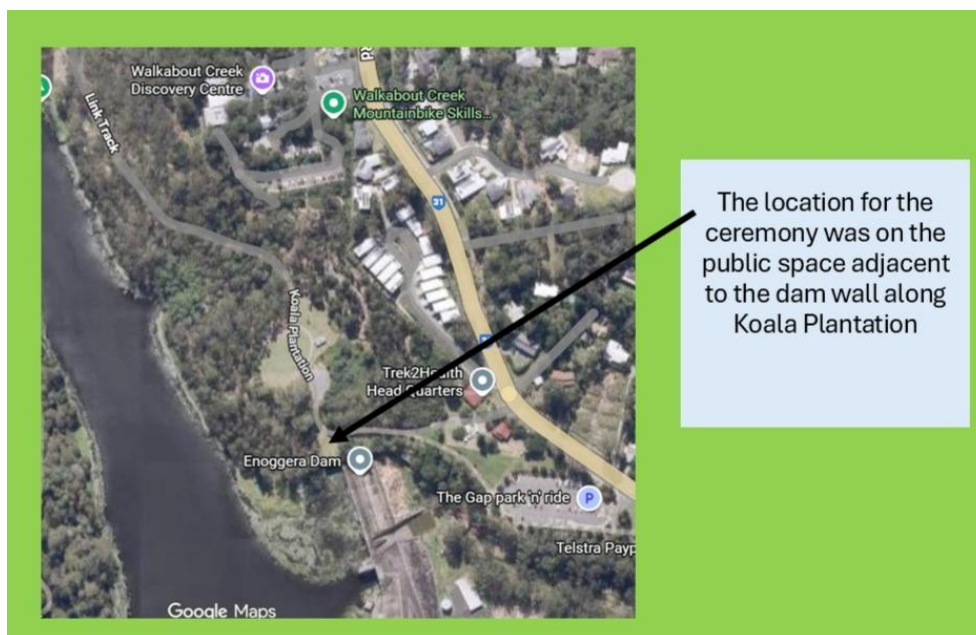 Rd
Walkabout Creek
Discovery Centre
Walkabout Creek
Mountainbike Skills...
Link Track
31
Koala Plantation
Trek2Health
Head Quarters
Enoggera Dam
The Gap park 'n' ride
P
Telstra Payp
Google Maps
The location for the
ceremony was on the
public space adjacent
to the dam wall along
Koala Plantation